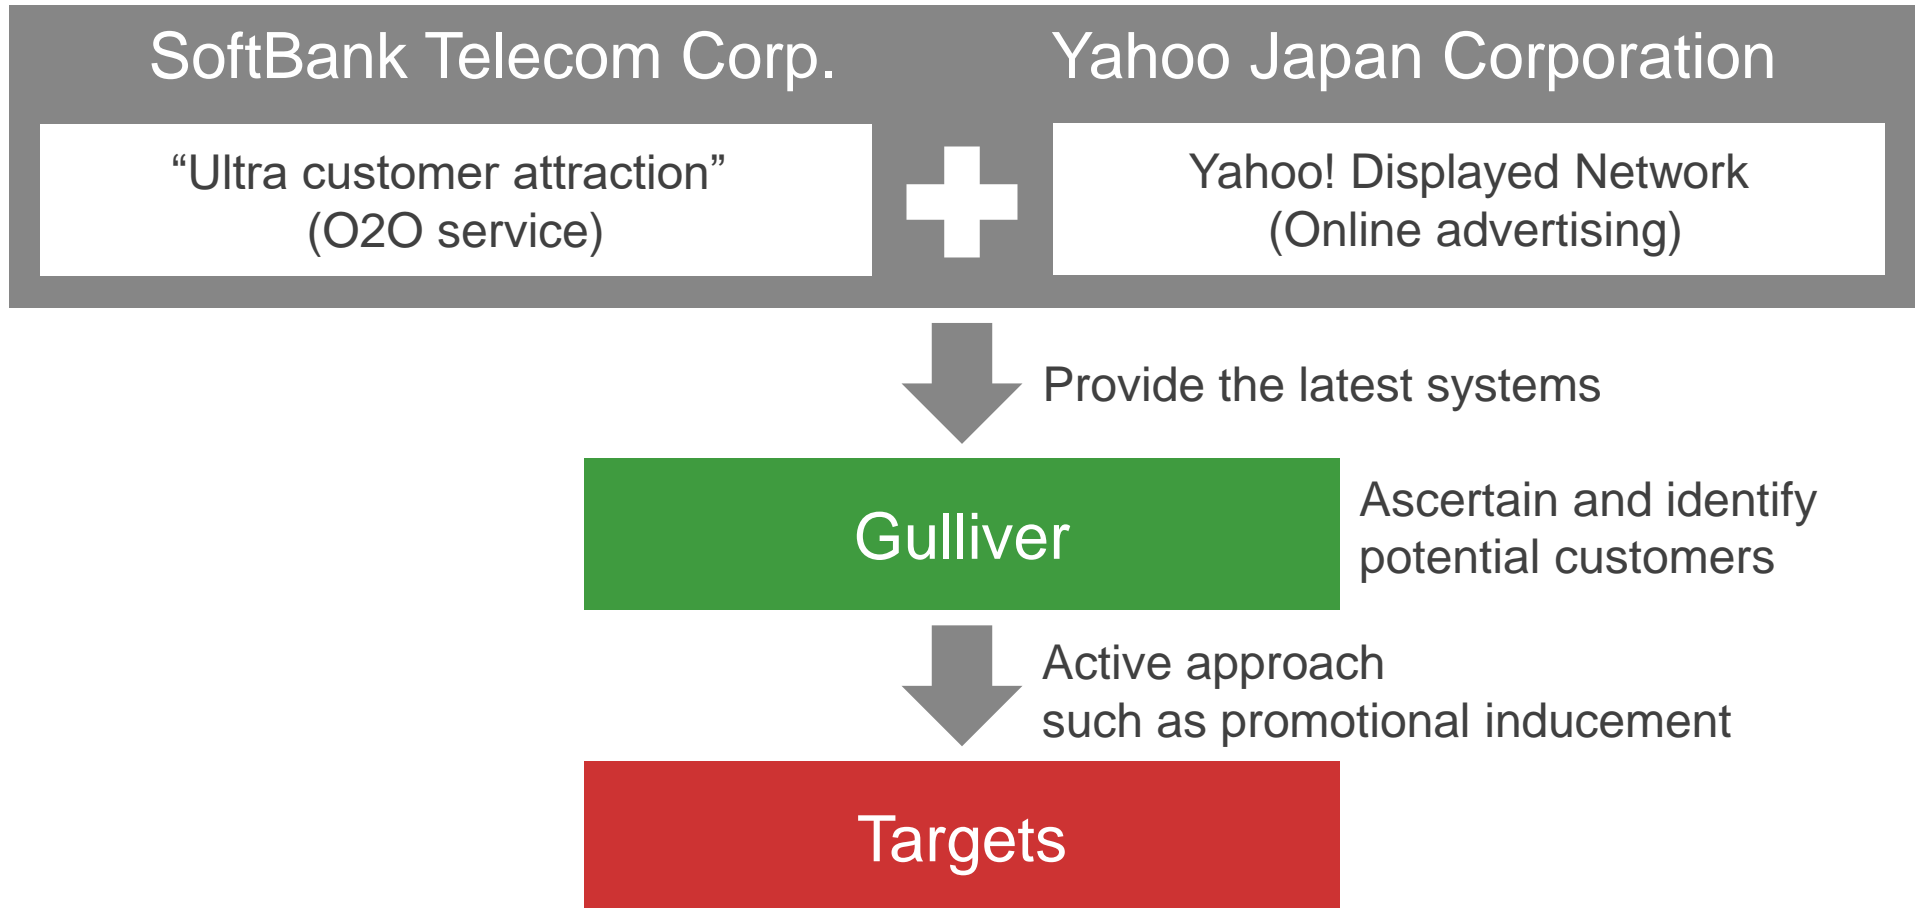 SoftBank Telecom Corp.
Yahoo Japan Corporation
“Ultra customer attraction”
(O2O service)
Yahoo! Displayed Network
(Online advertising)
Provide the latest systems
Gulliver
Ascertain and identify
potential customers
Active approach
such as promotional inducement
Targets